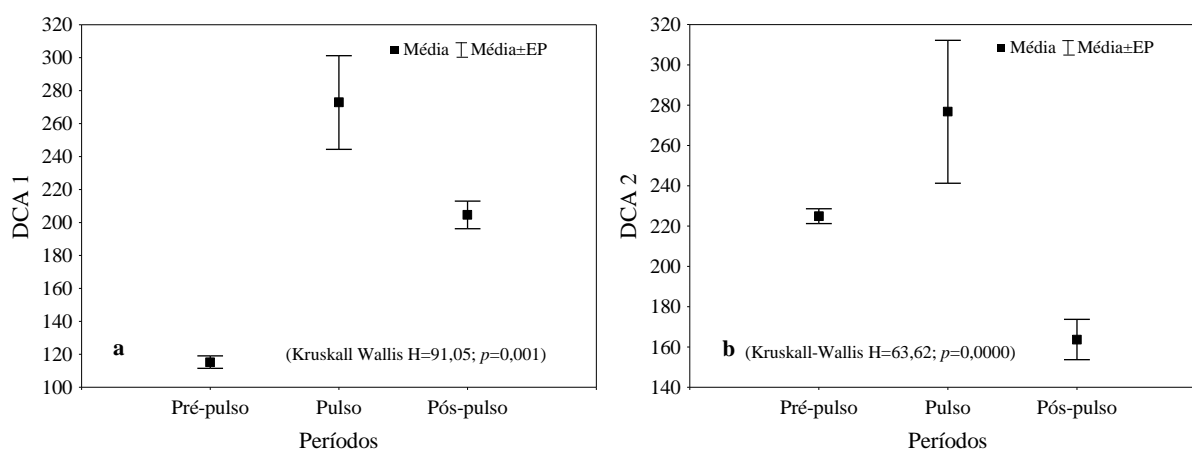 320
300
280
260
240
220
200
180
160
140
120
100
DCA 1
■ Média ⌶ Média±EP
a
(Kruskall Wallis H=91,05; p=0,001)
Pré-pulso Pulso Pós-pulso
Períodos
320
300
280
260
240
220
200
180
160
140
DCA 2
■ Média ⌶ Média±EP
b (Kruskall-Wallis H=63,62; p=0,0000)
Pré-pulso Pulso Pós-pulso
Períodos